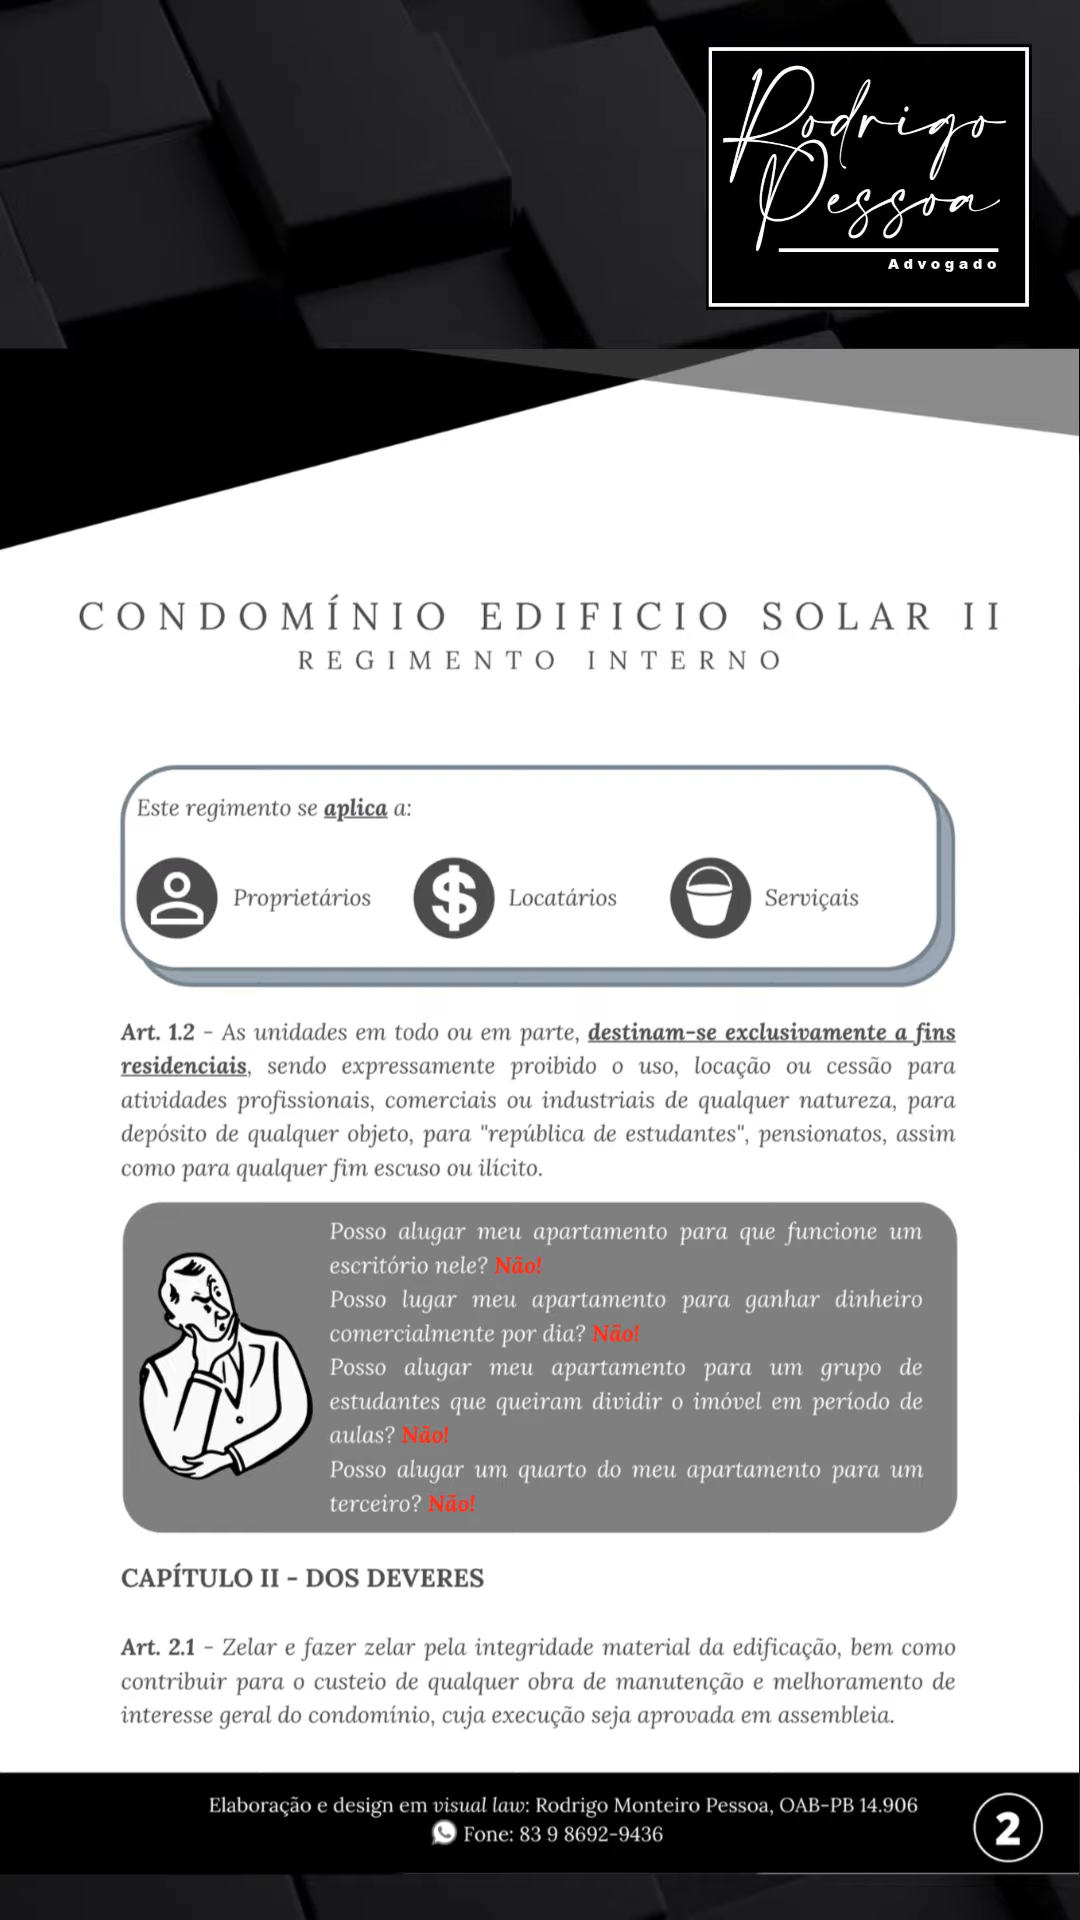 Rodrigo
Pessoa
Advogado
CONDOMÍNIO EDIFICIO SOLAR II
REGIMENTO INTERNO
Este regimento se aplica a:
Proprietários
Locatários
Serviçais
Art. 1.2 - As unidades em todo ou em parte, destinam-se exclusivamente a fins
residenciais, sendo expressamente proibido o uso, locação ou cessão para
atividades profissionais, comerciais ou industriais de qualquer natureza, para
depósito de qualquer objeto, para "república de estudantes", pensionatos, assim
como para qualquer fim escuso ou ilícito.
Posso alugar meu apartamento para que funcione um
escritório nele? Não!
Posso lugar meu apartamento para ganhar dinheiro
comercialmente por dia? Não!
Posso alugar meu apartamento para um grupo de
estudantes que queiram dividir o imóvel em período de
aulas? Não!
Posso alugar um quarto do meu apartamento para um
terceiro? Não!
CAPÍTULO II - DOS DEVERES
Art. 2.1 - Zelar e fazer zelar pela integridade material da edificação, bem como
contribuir para o custeio de qualquer obra de manutenção e melhoramento de
interesse geral do condomínio, cuja execução seja aprovada em assembleia.
Elaboração e design em visual law: Rodrigo Monteiro Pessoa, OAB-PB 14.906
Fone: 83 9 8692-9436
2